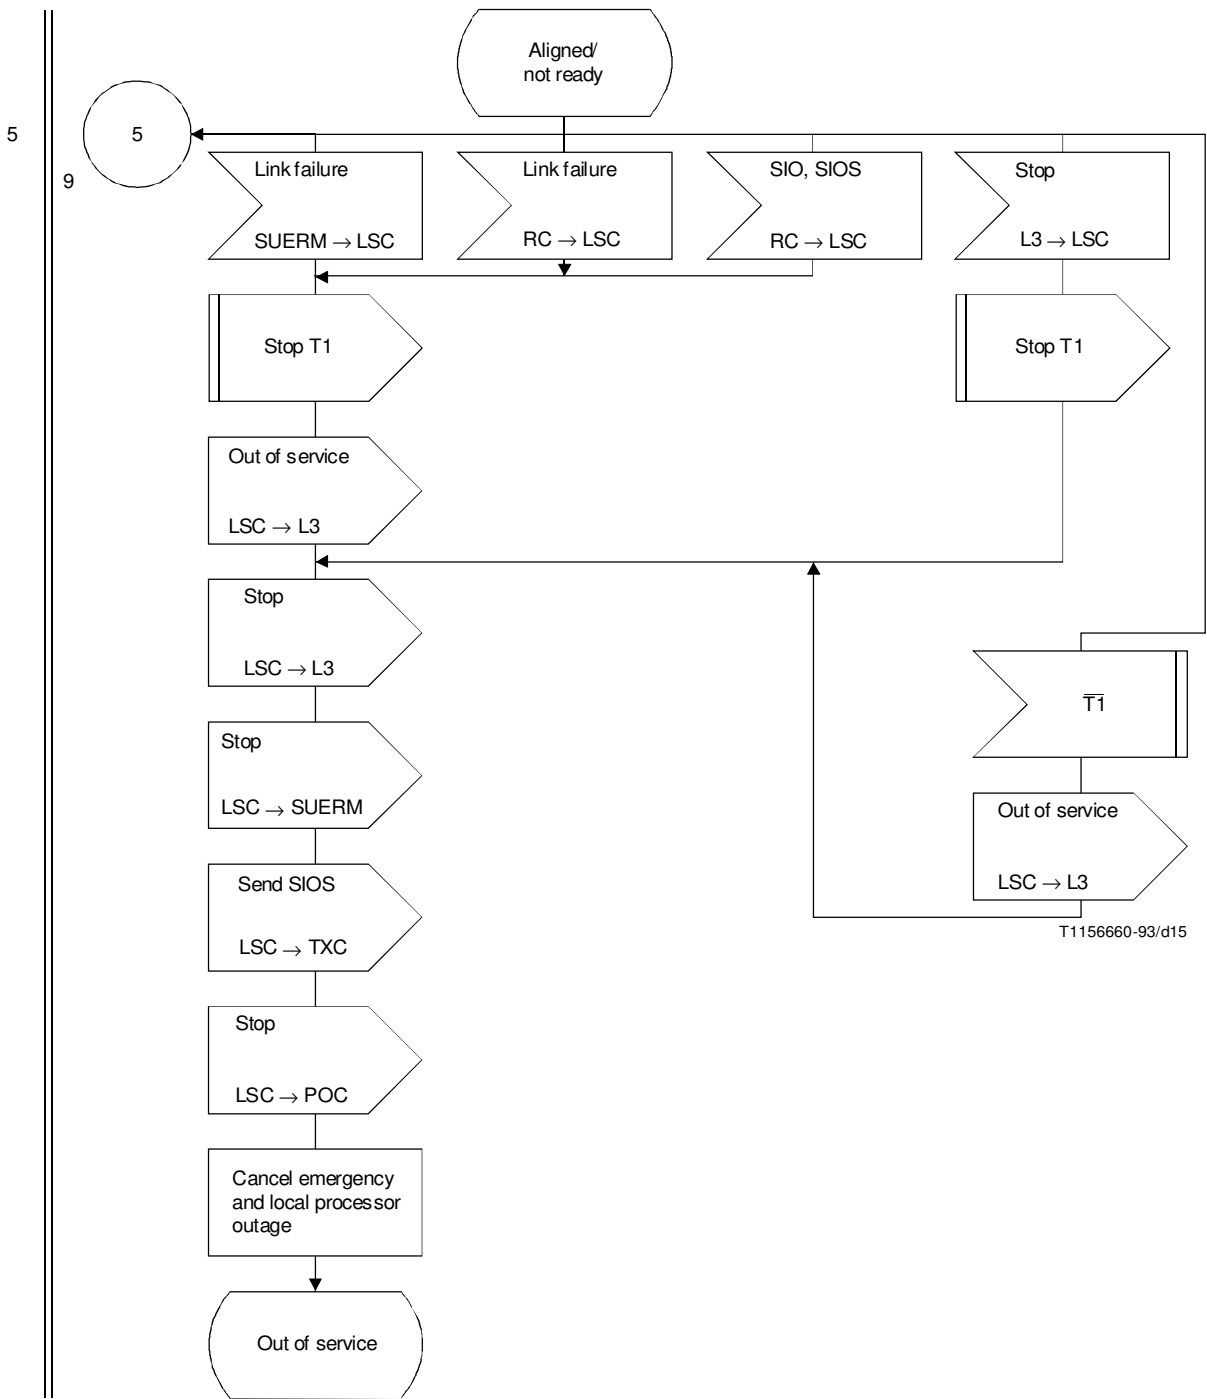 Aligned/
not ready
5
5
9
Link failure
SUERM → LSC
Link failure
RC → LSC
SIO, SIOS
RC → LSC
Stop
L3 → LSC
Stop T1
Stop T1
Out of service
LSC → L3
Stop
LSC → L3
T1
Stop
LSC → SUERM
Out of service
LSC → L3
Send SIOS
LSC → TXC
T1156660-93/d15
Stop
LSC → POC
Cancel emergency
and local processor
outage
Out of service